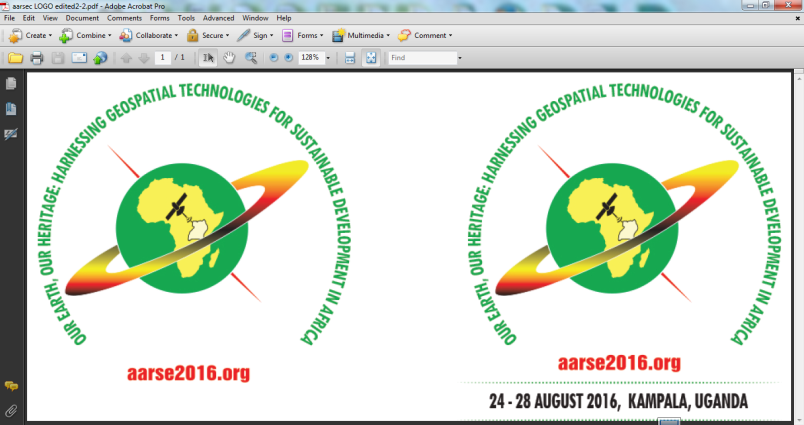 aarsec LOGO edited2-2.pdf - Adobe Acrobat Pro
File Edit View Document Comments Forms Tools Advanced Window Help
Create Combine Collaborate Secure Sign Forms Multimedia Comment
1 / 1 128% Find
OUR EARTH, OUR HERITAGE: HARNESSING GEOSPATIAL TECHNOLOGIES FOR SUSTAINABLE DEVELOPMENT IN AFRICA
aarse2016.org
OUR EARTH, OUR HERITAGE: HARNESSING GEOSPATIAL TECHNOLOGIES FOR SUSTAINABLE DEVELOPMENT IN AFRICA
aarse2016.org
24 - 28 AUGUST 2016, KAMPALA, UGANDA